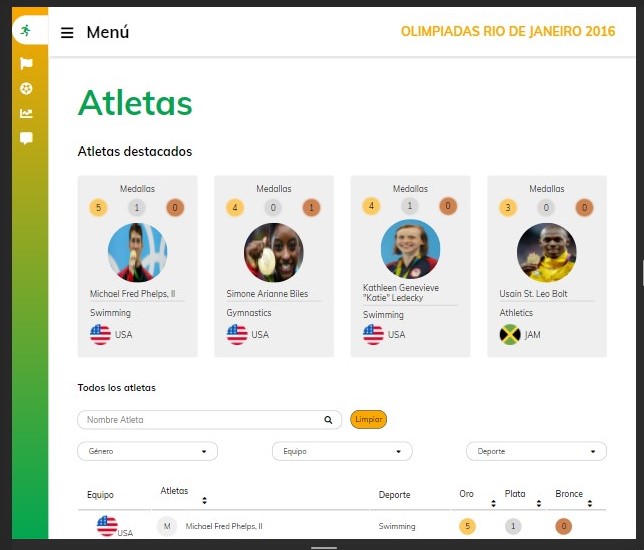 Menú
OLIMPIADAS RIO DE JANEIRO 2016
Atletas
Atletas destacados
Medallas
5 1 0
Michael Fred Phelps, II
Swimming
USA
Medallas
4 0 1
Simone Arianne Biles
Gymnastics
USA
Medallas
4 1 0
Kathleen Genevieve
"Katie" Ledecky
Swimming
USA
Medallas
3 0 0
Usain St. Leo Bolt
Athletics
JAM
Todos los atletas
Nombre Atleta
Limpiar
Género Equipo Deporte
Equipo Atletas Deporte Oro Plata Bronce
USA M Michael Fred Phelps, II Swimming 5 1 0